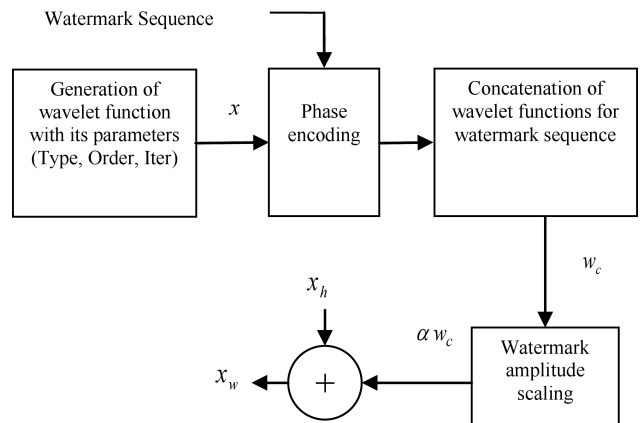 Watermark Sequence
Generation of
wavelet function
with its parameters
(Type, Order, Iter)
x
Phase
encoding
Concatenation of
wavelet functions for
watermark sequence
w_c
x_h
α w_c
Watermark
amplitude
scaling
+
x_w